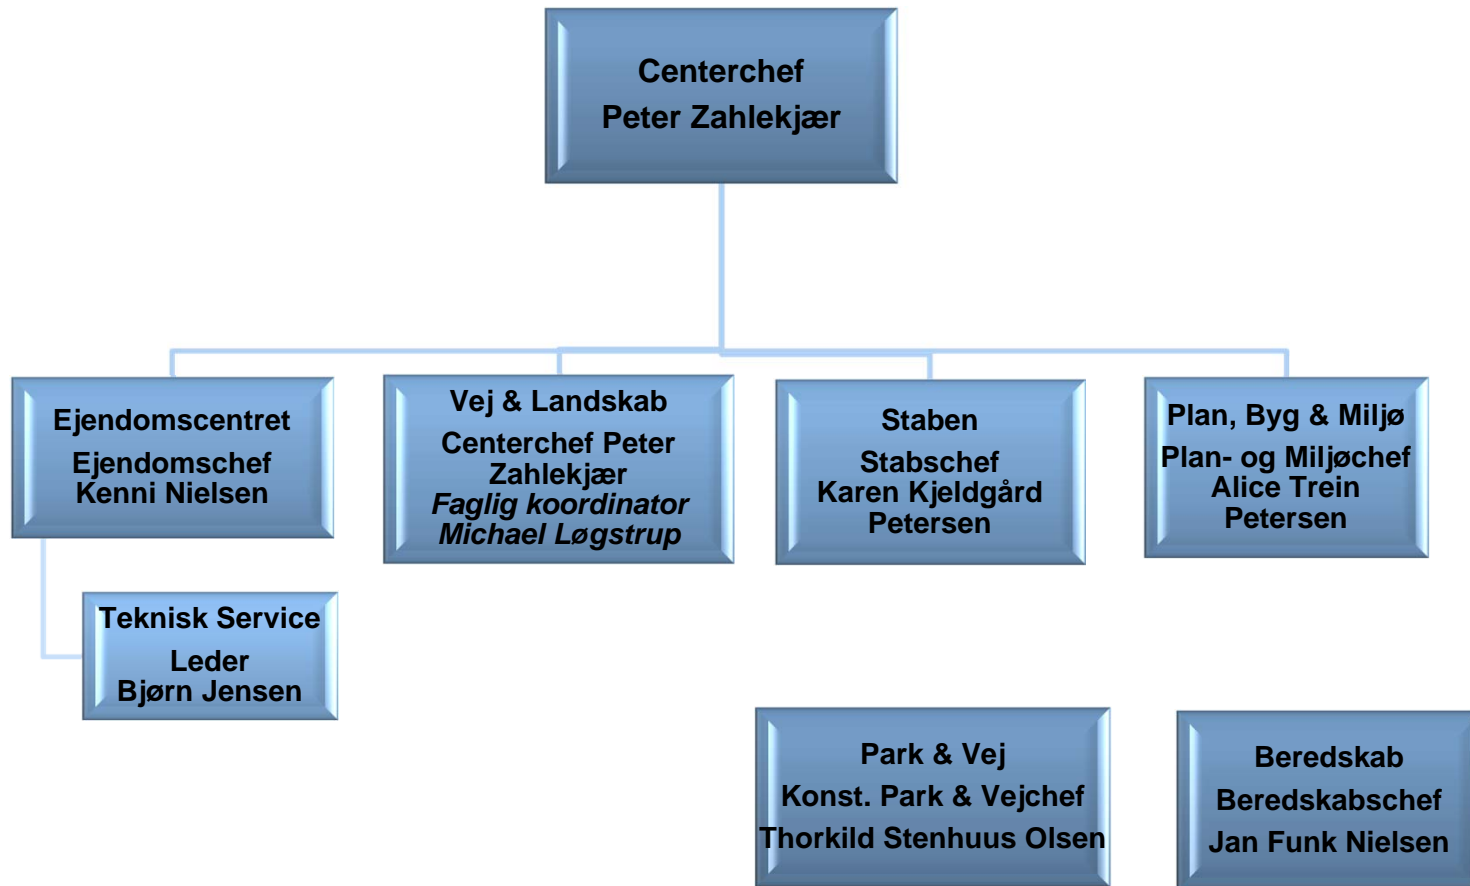 Centerchef
Peter Zahlekjær
Ejendomscentret
Ejendomschef
Kenni Nielsen
Vej & Landskab
Centerchef Peter
Zahlekjær
Faglig koordinator
Michael Løgstrup
Staben
Stabschef
Karen Kjeldgård
Petersen
Plan, Byg & Miljø
Plan- og Miljøchef
Alice Trein
Petersen
Teknisk Service
Leder
Bjørn Jensen
Park & Vej
Konst. Park & Vejchef
Thorkild Stenhuus Olsen
Beredskab
Beredskabschef
Jan Funk Nielsen